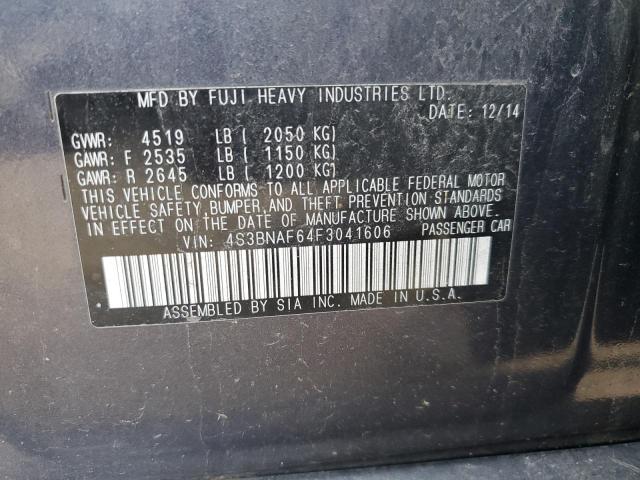 MFD BY FUJI HEAVY INDUSTRIES LTD.
DATE: 12/14
GVWR: 4519 LB ( 2050 KG)
GAWR: F 2535 LB ( 1150 KG)
GAWR: R 2645 LB ( 1200 KG)
THIS VEHICLE CONFORMS TO ALL APPLICABLE FEDERAL MOTOR
VEHICLE SAFETY, BUMPER, AND THEFT PREVENTION STANDARDS
IN EFFECT ON THE DATE OF MANUFACTURE SHOWN ABOVE.
VIN: 4S3BNAF64F3041606 PASSENGER CAR
ASSEMBLED BY SIA INC. MADE IN U.S.A.